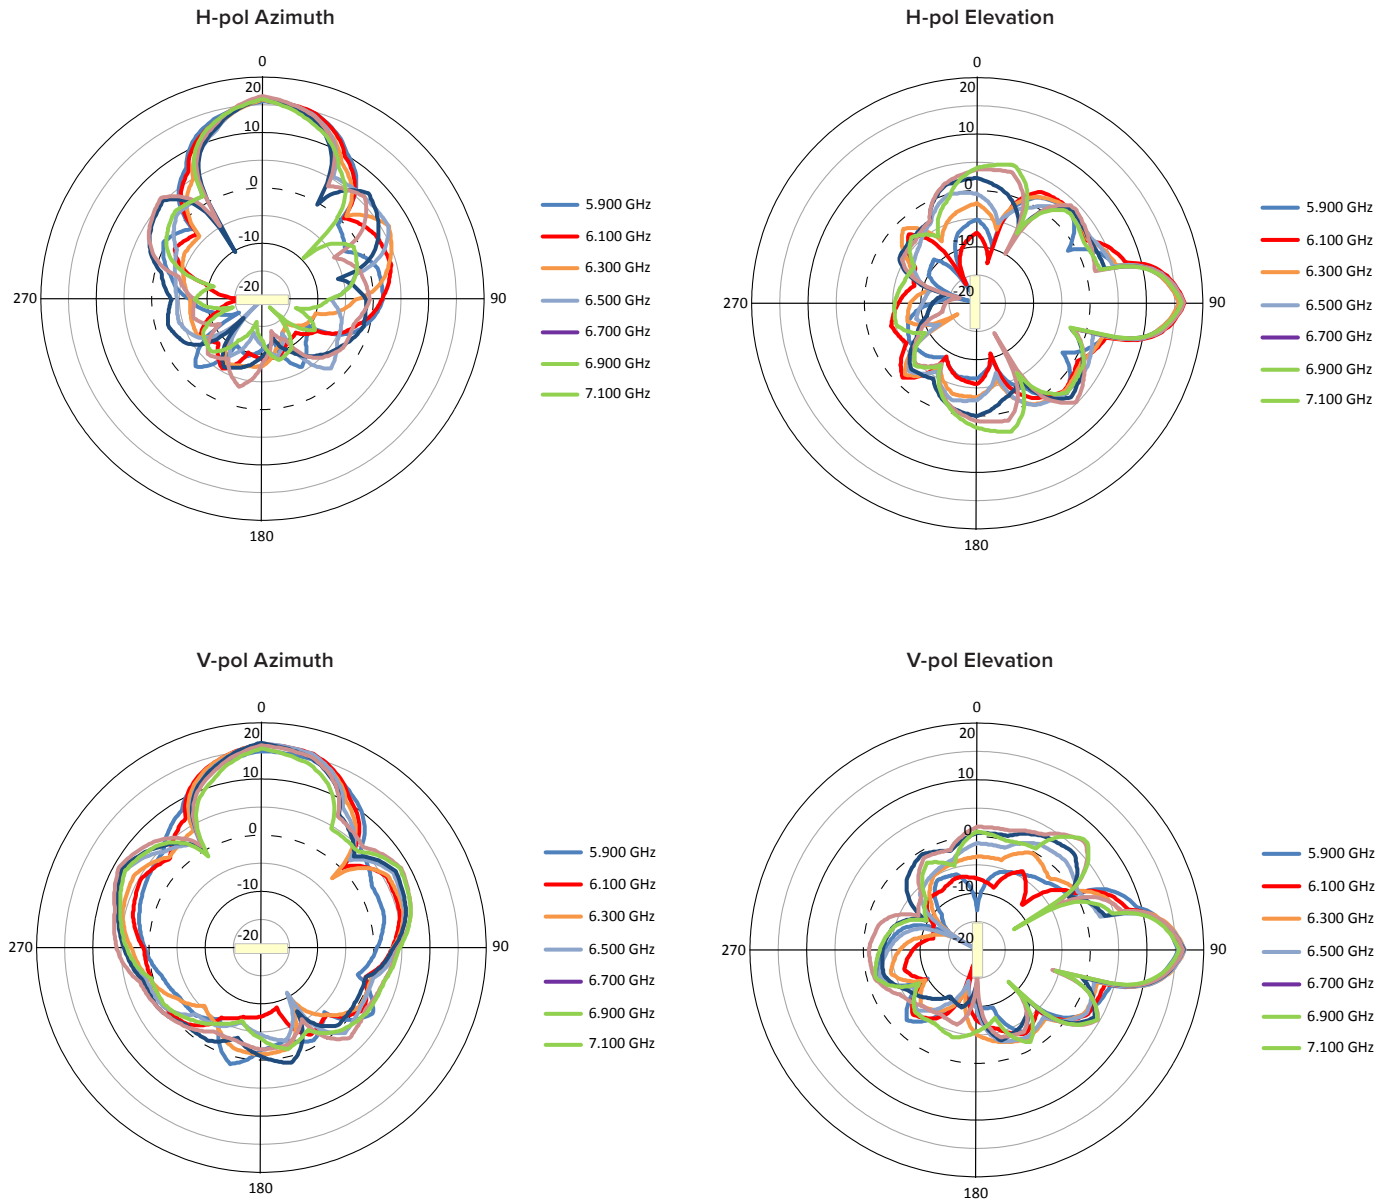 H-pol Azimuth
0
20
10
0
-10
-20
270
90
180
5.900 GHz
6.100 GHz
6.300 GHz
6.500 GHz
6.700 GHz
6.900 GHz
7.100 GHz
H-pol Elevation
0
20
10
0
-10
-20
270
90
180
5.900 GHz
6.100 GHz
6.300 GHz
6.500 GHz
6.700 GHz
6.900 GHz
7.100 GHz
V-pol Azimuth
0
20
10
0
-10
-20
270
90
180
5.900 GHz
6.100 GHz
6.300 GHz
6.500 GHz
6.700 GHz
6.900 GHz
7.100 GHz
V-pol Elevation
0
20
10
0
-10
-20
270
90
180
5.900 GHz
6.100 GHz
6.300 GHz
6.500 GHz
6.700 GHz
6.900 GHz
7.100 GHz